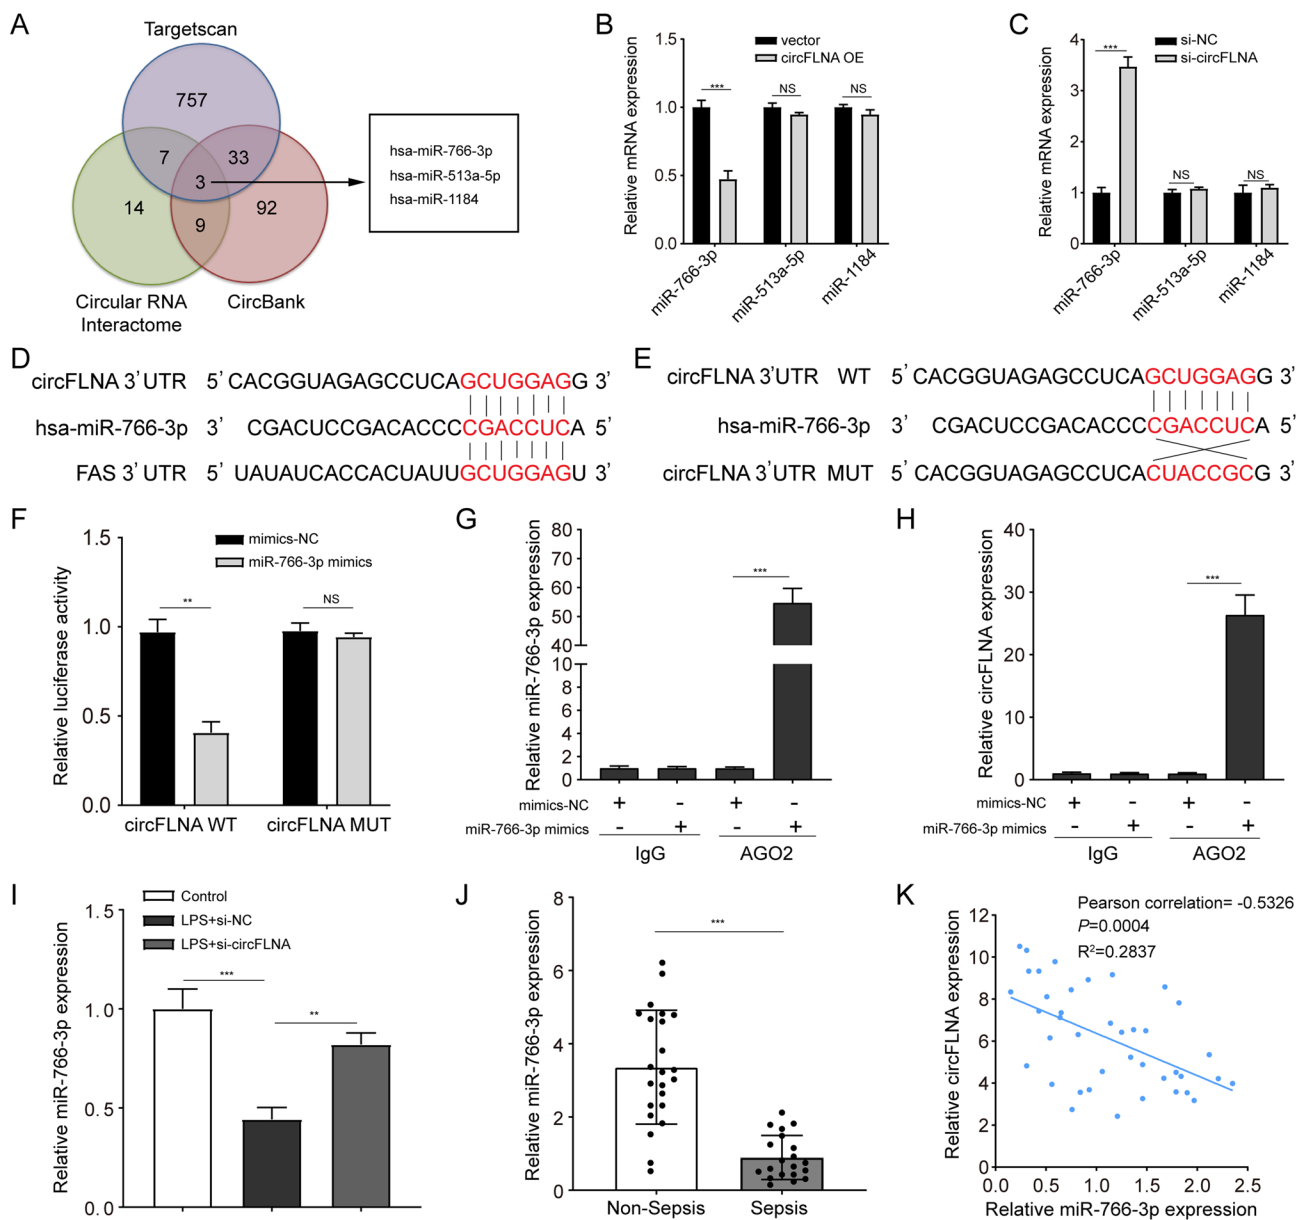 A
Targetscan
757
7
33
3
14
9
92
Circular RNA
Interactome
CircBank
hsa-miR-766-3p
hsa-miR-513a-5p
hsa-miR-1184
B
Relative mRNA expression
1.5
1.0
0.5
0.0
vector
circFLNA OE
***
NS
NS
miR-766-3p
miR-513a-5p
miR-1184
C
Relative mRNA expression
4
3
2
1
0
si-NC
si-circFLNA
***
NS
NS
miR-766-3p
miR-513a-5p
miR-1184
D
circFLNA 3'UTR 5' CACGGUAGAGCCUCAGCUGGAGG 3'
hsa-miR-766-3p 3' CGACUCCGACACCCCGACCUCA 5'
FAS 3'UTR 5' UAUAUCACCACUAUUGCUGGAGU 3'
E
circFLNA 3'UTR WT 5' CACGGUAGAGCCUCAGCUGGAGG 3'
hsa-miR-766-3p 3' CGACUCCGACACCCCGACCUCA 5'
circFLNA 3'UTR MUT 5' CACGGUAGAGCCUCACUACCGCG 3'
F
Relative luciferase activity
1.5
1.0
0.5
0.0
mimics-NC
miR-766-3p mimics
**
NS
circFLNA WT
circFLNA MUT
G
Relative miR-766-3p expression
80
70
60
50
40
10
8
6
4
2
0
***
mimics-NC + - + -
miR-766-3p mimics - + - +
IgG AGO2
H
Relative circFLNA expression
40
30
20
10
0
***
mimics-NC + - + -
miR-766-3p mimics - + - +
IgG AGO2
I
Relative miR-766-3p expression
1.5
1.0
0.5
0.0
Control
LPS+si-NC
LPS+si-circFLNA
***
**
J
Relative miR-766-3p expression
8
6
4
2
0
***
Non-Sepsis
Sepsis
K
Pearson correlation= -0.5326
P=0.0004
R²=0.2837
Relative circFLNA expression
12
10
8
6
4
2
0
0.0 0.5 1.0 1.5 2.0 2.5
Relative miR-766-3p expression